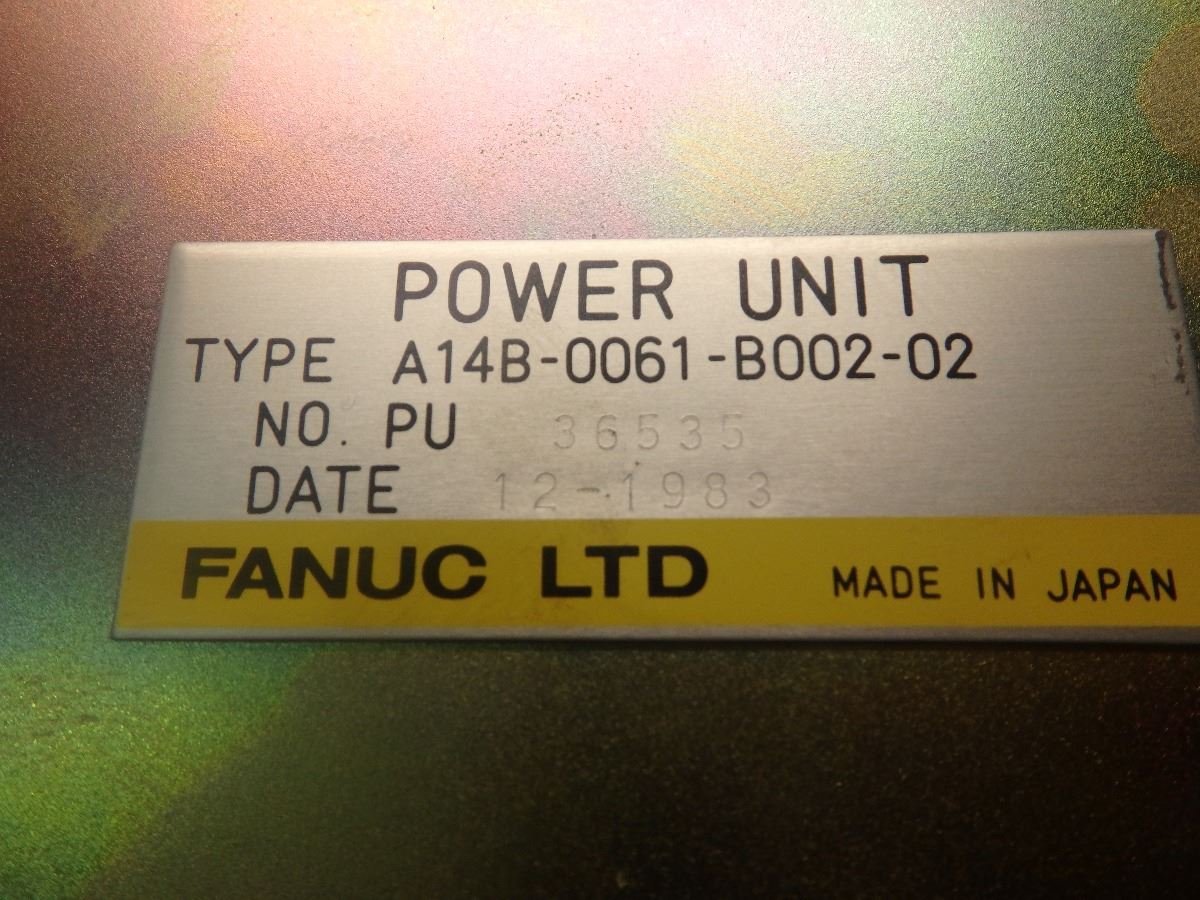 POWER UNIT
TYPE A14B-0061-B002-02
NO. PU 36535
DATE 12-1983
FANUC LTD MADE IN JAPAN